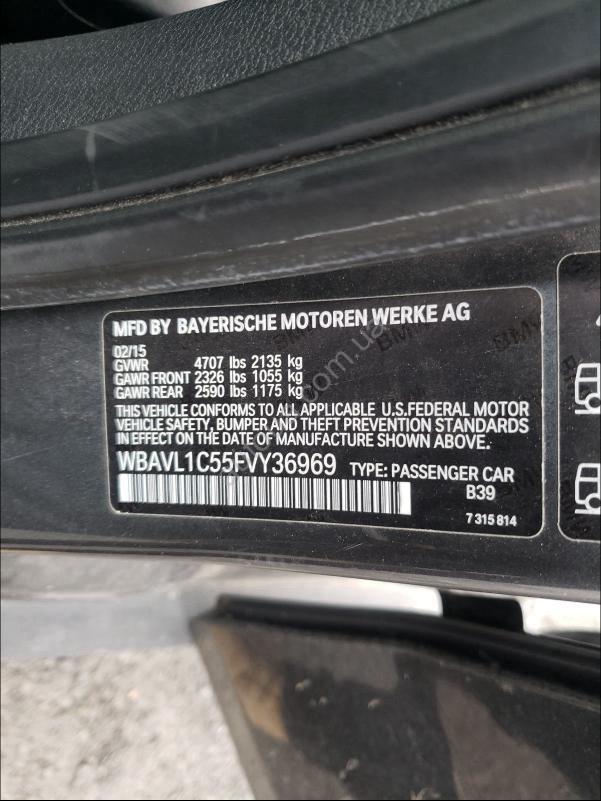 MFD BY BAYERISCHE MOTOREN WERKE AG
02/15
GVWR 4707 lbs 2135 kg
GAWR FRONT 2326 lbs 1055 kg
GAWR REAR 2590 lbs 1175 kg
THIS VEHICLE CONFORMS TO ALL APPLICABLE U.S.FEDERAL MOTOR
VEHICLE SAFETY, BUMPER AND THEFT PREVENTION STANDARDS
IN EFFECT ON THE DATE OF MANUFACTURE SHOWN ABOVE.
WBAVL1C55FVY36969 TYPE: PASSENGER CAR
B39
7 315 814